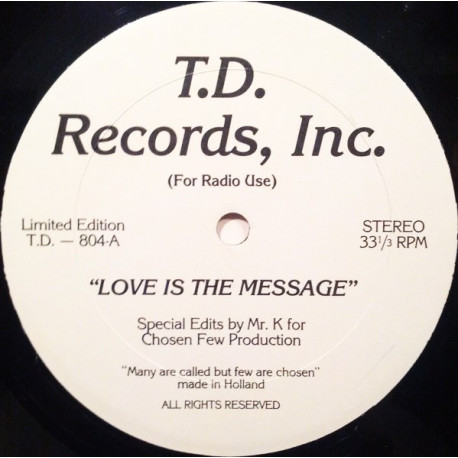 T.D.
Records, Inc.
(For Radio Use)
Limited Edition
T.D. — 804-A
STEREO
33 1/3 RPM
“LOVE IS THE MESSAGE”
Special Edits by Mr. K for
Chosen Few Production
"Many are called but few are chosen"
made in Holland
ALL RIGHTS RESERVED